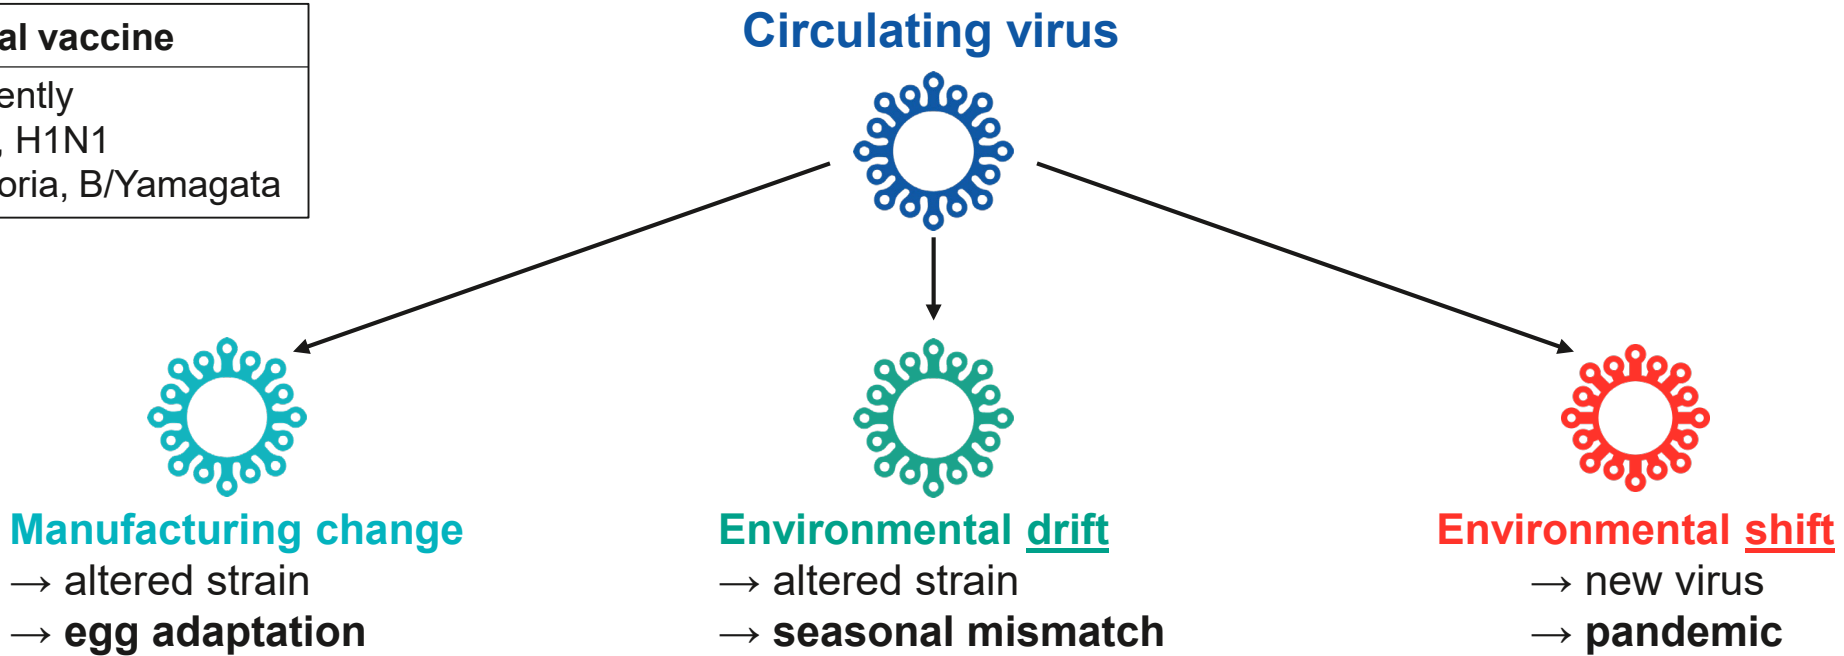 al vaccine
ently
, H1N1
oria, B/Yamagata
Circulating virus
Manufacturing change
→ altered strain
→ egg adaptation
Environmental drift
→ altered strain
→ seasonal mismatch
Environmental shift
→ new virus
→ pandemic